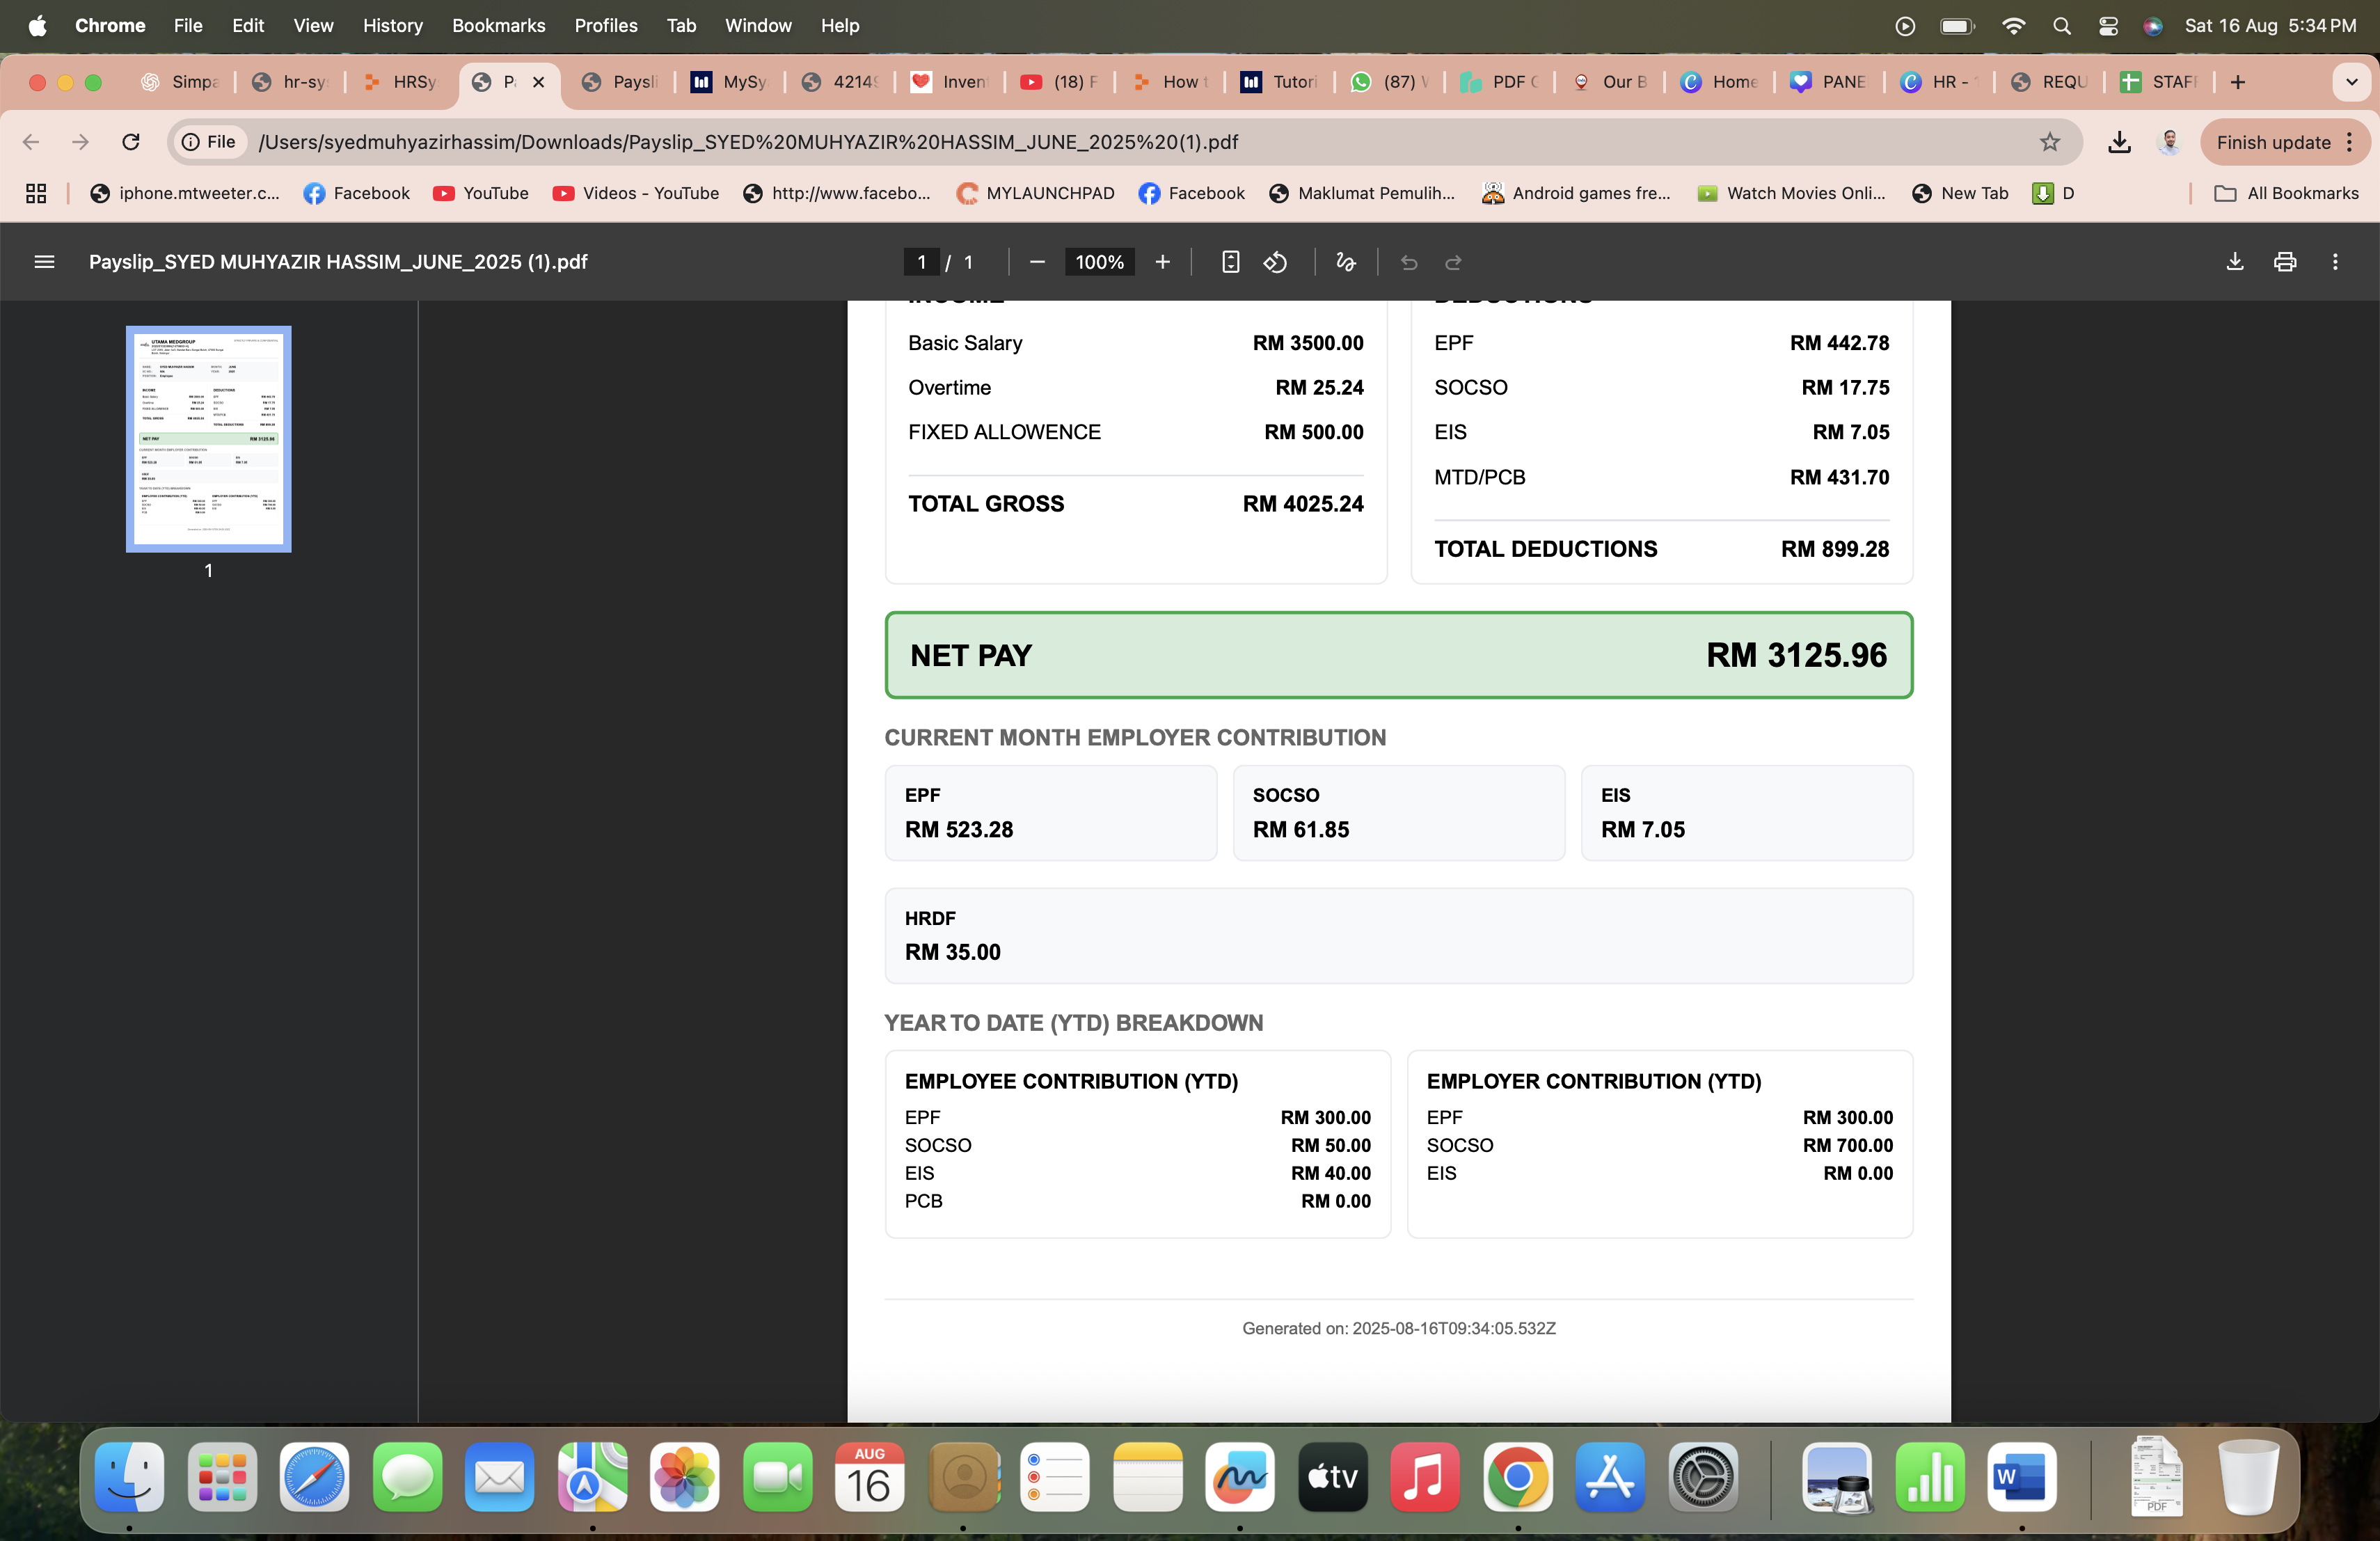 Chrome File Edit View History Bookmarks Profiles Tab Window Help Sat 16 Aug 5:34 PM
Simpa hr-sys HRSy P Paysli MySy 4214 Inven (18) F How t Tutori (87) PDF Our B Home PANE HR - REQU STAF
File /Users/syedmuhyazirhassim/Downloads/Payslip_SYED%20MUHYAZIR%20HASSIM_JUNE_2025%20(1).pdf Finish update
iphone.mtweeter.c... Facebook YouTube Videos - YouTube http://www.facebo... MYLAUNCHPAD Facebook Maklumat Pemulih... Android games fre... Watch Movies Onli... New Tab D All Bookmarks
Payslip_SYED MUHYAZIR HASSIM_JUNE_2025 (1).pdf 1 / 1 100%
UTAMA MEDGROUP
1
INCOME DEDUCTIONS
Basic Salary RM 3500.00 EPF RM 442.78
Overtime RM 25.24 SOCSO RM 17.75
FIXED ALLOWENCE RM 500.00 EIS RM 7.05
MTD/PCB RM 431.70
TOTAL GROSS RM 4025.24
TOTAL DEDUCTIONS RM 899.28
NET PAY RM 3125.96
CURRENT MONTH EMPLOYER CONTRIBUTION
EPF SOCSO EIS
RM 523.28 RM 61.85 RM 7.05
HRDF
RM 35.00
YEAR TO DATE (YTD) BREAKDOWN
EMPLOYEE CONTRIBUTION (YTD) EMPLOYER CONTRIBUTION (YTD)
EPF RM 300.00 EPF RM 300.00
SOCSO RM 50.00 SOCSO RM 700.00
EIS RM 40.00 EIS RM 0.00
PCB RM 0.00
Generated on: 2025-08-16T09:34:05.532Z
AUG
16
tv
W
PDF